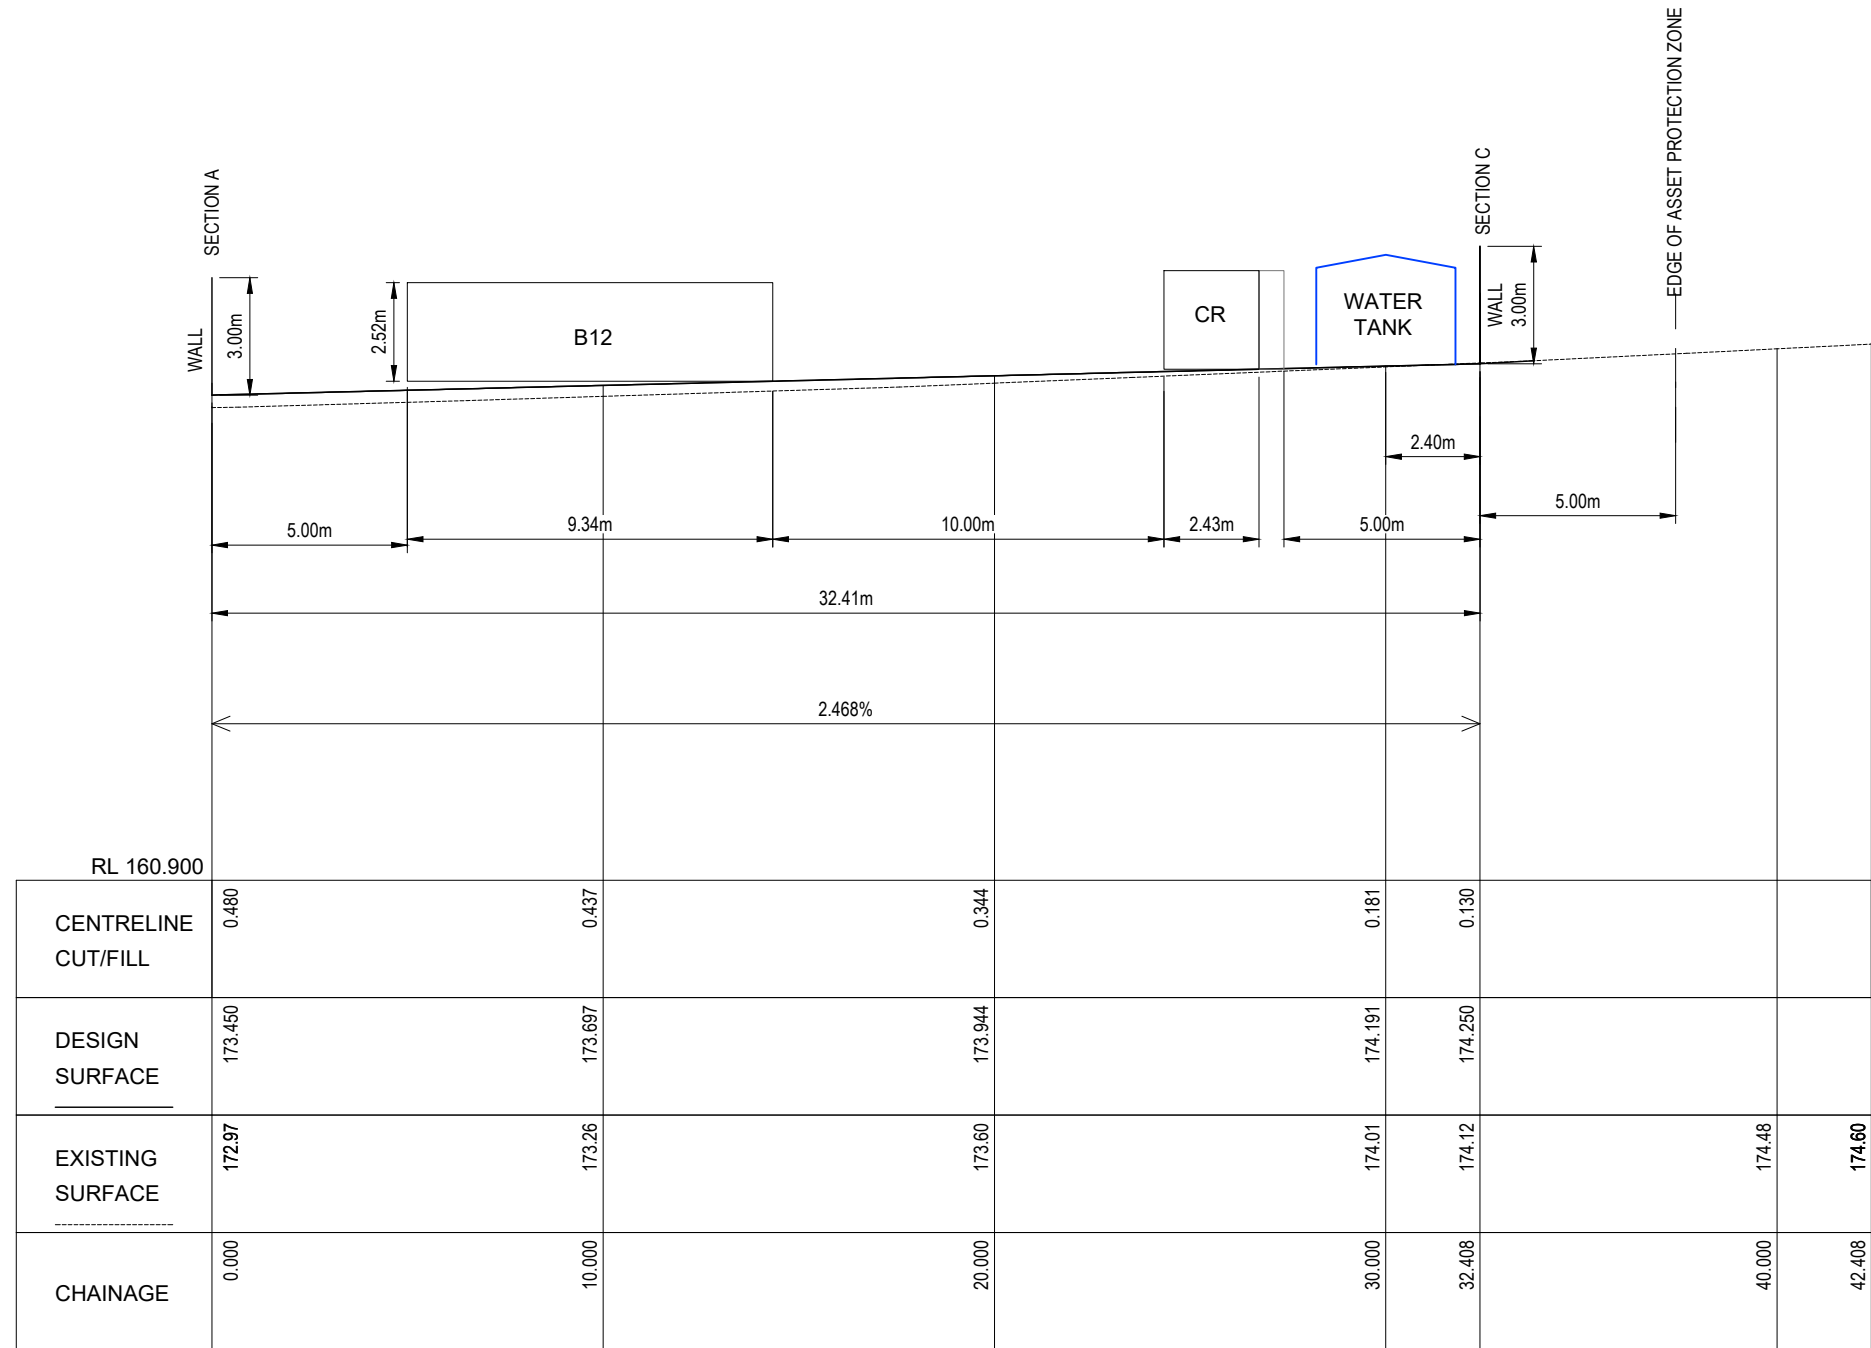 EDGE OF ASSET PROTECTION ZONE
SECTION A
SECTION C
WALL
3.00m
2.52m
B12
CR
WATER
TANK
WALL
3.00m
2.40m
5.00m
9.34m
10.00m
2.43m
5.00m
5.00m
32.41m
2.468%
RL 160.900
CENTRELINE
CUT/FILL
0.480
0.437
0.344
0.181
0.130
DESIGN
SURFACE
173.450
173.697
173.944
174.191
174.250
EXISTING
SURFACE
172.97
173.26
173.60
174.01
174.12
174.48
174.60
CHAINAGE
0.000
10.000
20.000
30.000
32.408
40.000
42.408